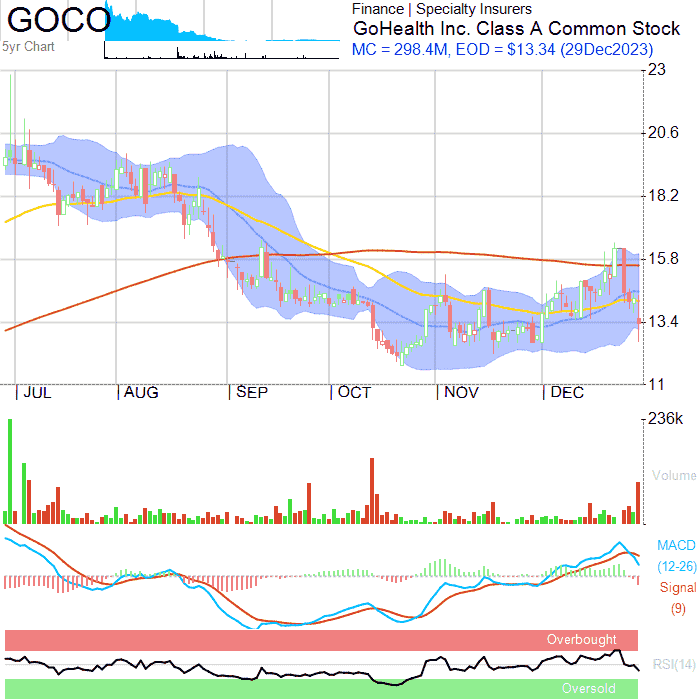 GOCO
5yr Chart
Finance | Specialty Insurers
GoHealth Inc. Class A Common Stock
MC = 298.4M, EOD = $13.34 (29Dec2023)
23
20.6
18.2
15.8
13.4
11
JUL AUG SEP OCT NOV DEC
236k
Volume
MACD
(12-26)
Signal
(9)
Overbought
RSI(14)
Oversold